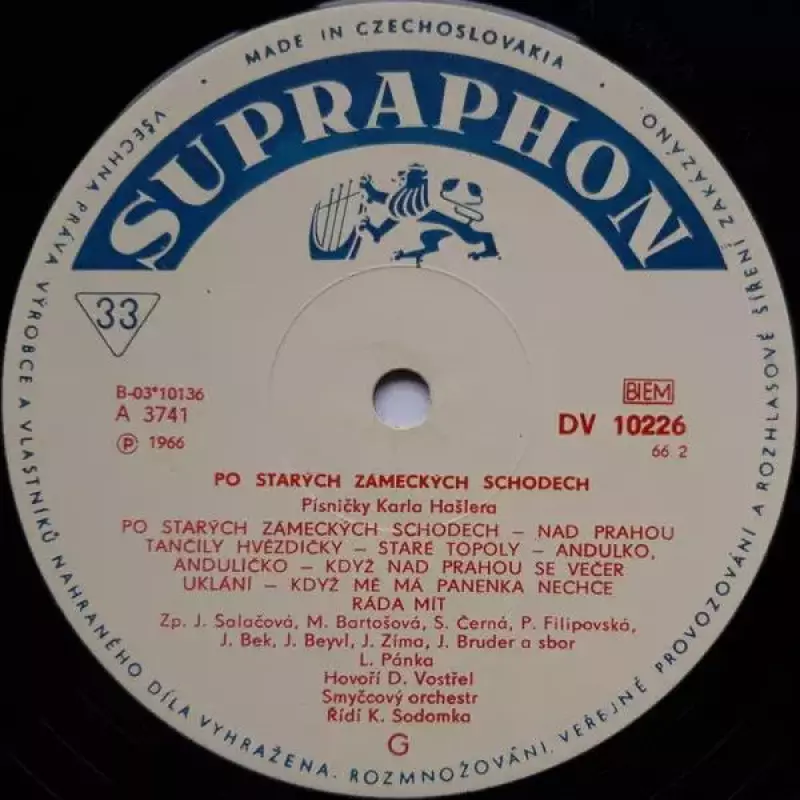 MADE IN CZECHOSLOVAKIA
SUPRAPHON
VŠECHNA PRÁVA VÝROBCE A VLASTNÍKŮ NAHRANÉHO DÍLA VYHRAŽENA. ROZMNOŽOVÁNÍ, VEŘEJNÉ PROVOZOVÁNÍ A ROZHLASOVÉ ŠÍŘENÍ ZAKÁZÁNO
33
B-03*10136
A 3741
Ⓟ 1966
BIEM
DV 10226
66 2
PO STARÝCH ZÁMECKÝCH SCHODECH
Písničky Karla Hašlera
PO STARÝCH ZÁMECKÝCH SCHODECH – NAD PRAHOU
TANČILY HVĚZDIČKY – STARÉ TOPOLY – ANDULKO,
ANDULIČKO – KDYŽ NAD PRAHOU SE VEČER
UKLÁNÍ – KDYŽ MĚ MÁ PANENKA NECHCE
RÁDA MÍT
Zp. J. Salačová, M. Bartošová, S. Černá, P. Filipovská,
J. Bek, J. Beyvl, J. Zíma, J. Bruder a sbor
L. Pánka
Hovoří D. Vostřel
Smyčcový orchestr
Řídí K. Sodomka
G